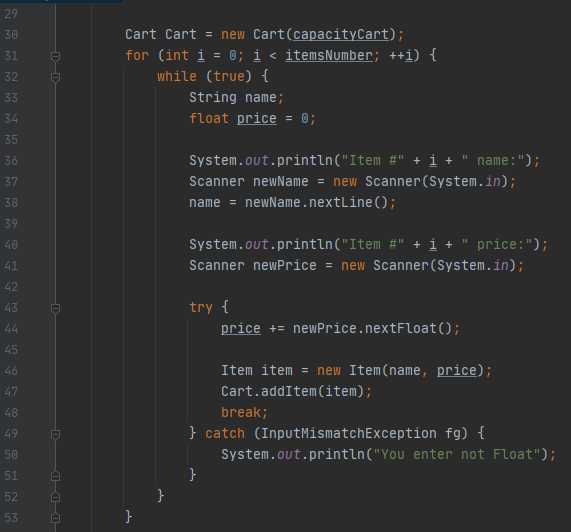 29
30 Cart Cart = new Cart(capacityCart);
31 for (int i = 0; i < itemsNumber; ++i) {
32 while (true) {
33 String name;
34 float price = 0;
35
36 System.out.println("Item #" + i + " name:");
37 Scanner newName = new Scanner(System.in);
38 name = newName.nextLine();
39
40 System.out.println("Item #" + i + " price:");
41 Scanner newPrice = new Scanner(System.in);
42
43 try {
44 price += newPrice.nextFloat();
45
46 Item item = new Item(name, price);
47 Cart.addItem(item);
48 break;
49 } catch (InputMismatchException fg) {
50 System.out.println("You enter not Float");
51 }
52 }
53 }